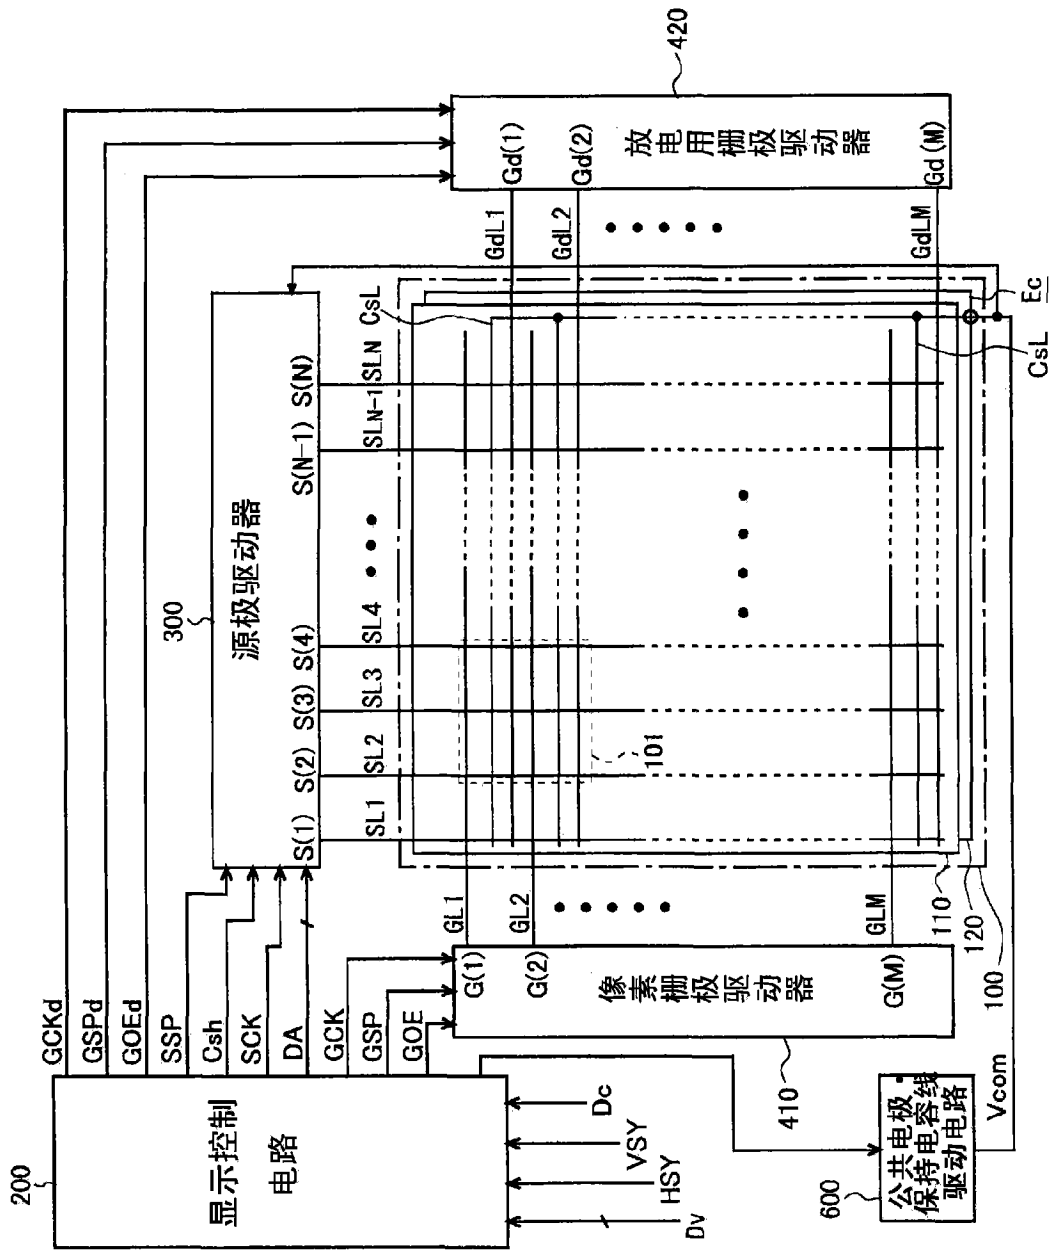 200
显示控制
电路
Dv
HSY
VSY
Dc
GCKd
GSPd
GOEd
SSP
Csh
SCK
DA
GCK
GSP
GOE
300
源极驱动器
S(1)
S(2)
S(3)
S(4)
S(N-1)
S(N)
SL1
SL2
SL3
SL4
SLN-1
SLN
CsL
410
像素栅极驱动器
G(1)
G(2)
G(M)
GL1
GL2
GLM
101
110
120
100
420
放电用栅极驱动器
Gd(1)
Gd(2)
Gd(M)
GdL1
GdL2
GdLM
Ec
CsL
600
公共电极·
保持电容线
驱动电路
Vcom